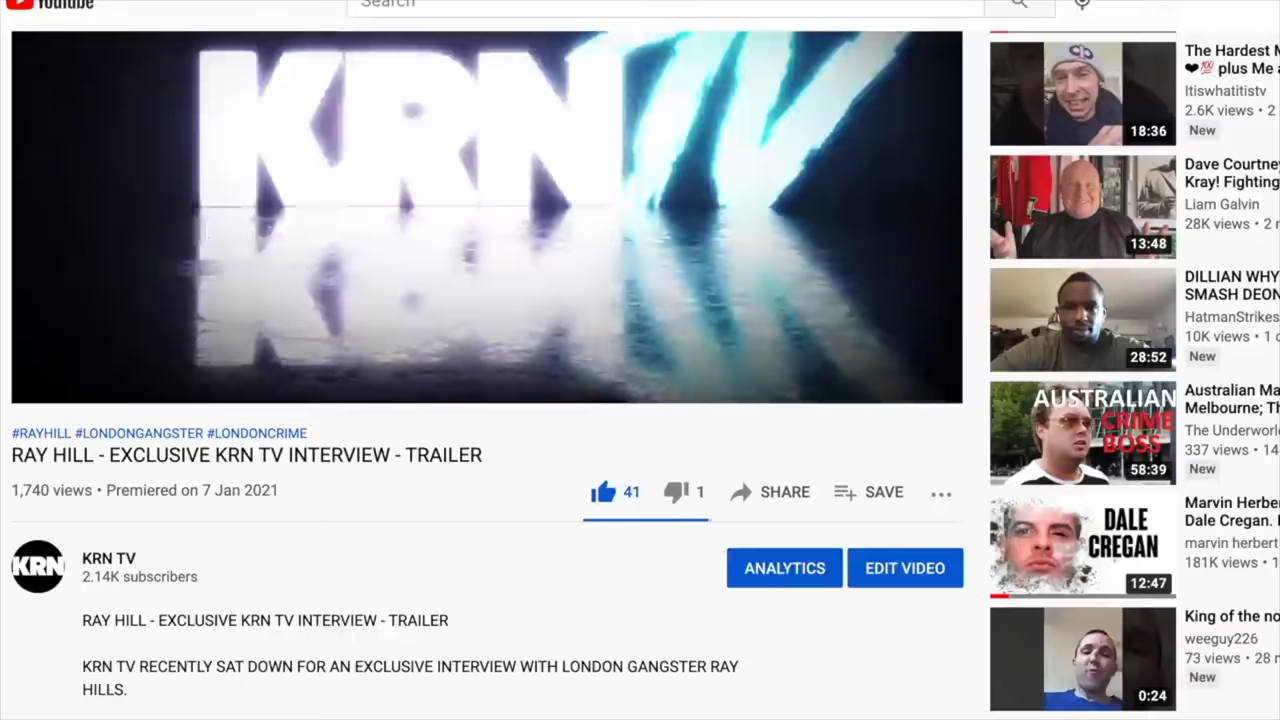 YouTube
Search
KRN TV
#RAYHILL #LONDONGANGSTER #LONDONCRIME
RAY HILL - EXCLUSIVE KRN TV INTERVIEW - TRAILER
1,740 views • Premiered on 7 Jan 2021
41
1
SHARE
SAVE
KRN
KRN TV
2.14K subscribers
ANALYTICS
EDIT VIDEO
RAY HILL - EXCLUSIVE KRN TV INTERVIEW - TRAILER
KRN TV RECENTLY SAT DOWN FOR AN EXCLUSIVE INTERVIEW WITH LONDON GANGSTER RAY
HILLS.
18:36
The Hardest M
❤💯 plus Me a
Itiswhatitistv
2.6K views • 2
New
13:48
Dave Courtney
Kray! Fighting
Liam Galvin
28K views • 2 m
28:52
DILLIAN WHY
SMASH DEON
HatmanStrikes
10K views • 1 d
New
AUSTRALIAN
CRIME
BOSS
58:39
Australian Ma
Melbourne; Th
The Underworl
337 views • 14
New
DALE
CREGAN
12:47
Marvin Herber
Dale Cregan.
marvin herbert
181K views • 1
0:24
King of the no
weeguy226
73 views • 28 m
New